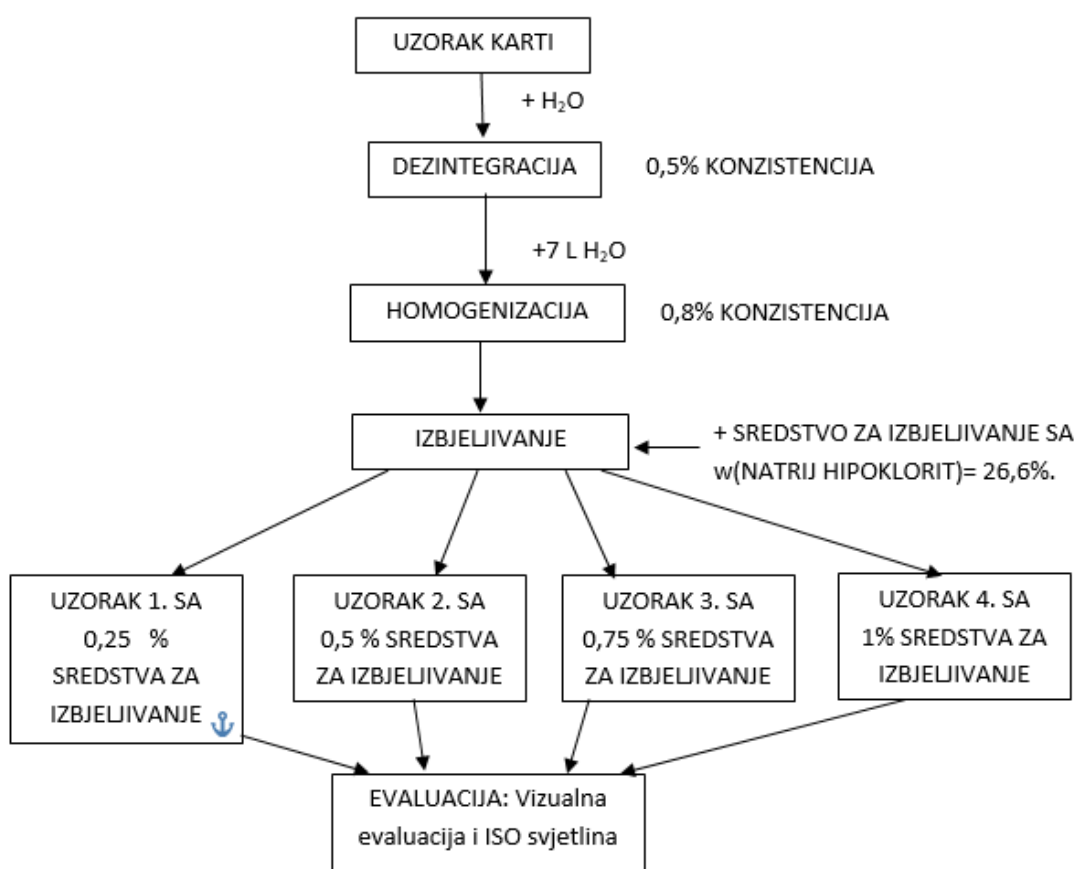 UZORAK KARTI
+ H₂O
DEZINTEGRACIJA
0,5% KONZISTENCIJA
+7 L H₂O
HOMOGENIZACIJA
0,8% KONZISTENCIJA
IZBJELJIVANJE
+ SREDSTVO ZA IZBJELJIVANJE SA
w(NATRIJ HIPOKLORIT)= 26,6%.
UZORAK 1. SA
0,25 %
SREDSTVA ZA
IZBJELJIVANJE
UZORAK 2. SA
0,5 % SREDSTVA
ZA IZBJELJIVANJE
UZORAK 3. SA
0,75 % SREDSTVA
ZA IZBJELJIVANJE
UZORAK 4. SA
1% SREDSTVA ZA
IZBJELJIVANJE
EVALUACIJA: Vizualna
evaluacija i ISO svjetlina